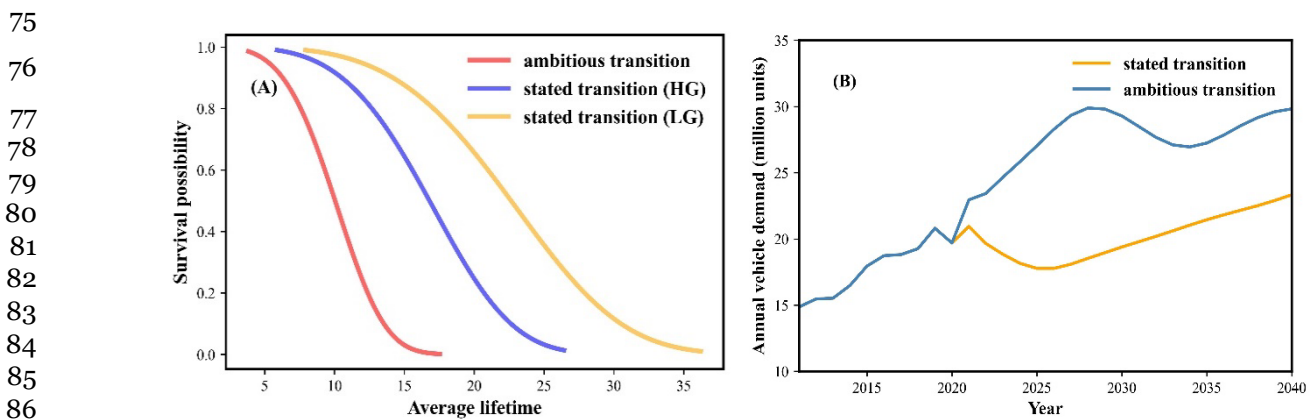 75
76
77
78
79
80
81
82
83
84
85
86
1.0
0.8
0.6
0.4
0.2
0.0
Survival possibility
(A)
ambitious transition
stated transition (HG)
stated transition (LG)
5 10 15 20 25 30 35
Average lifetime
35
30
25
20
15
10
Annual vehicle demnad (million units)
(B)
stated transition
ambitious transition
2015 2020 2025 2030 2035 2040
Year